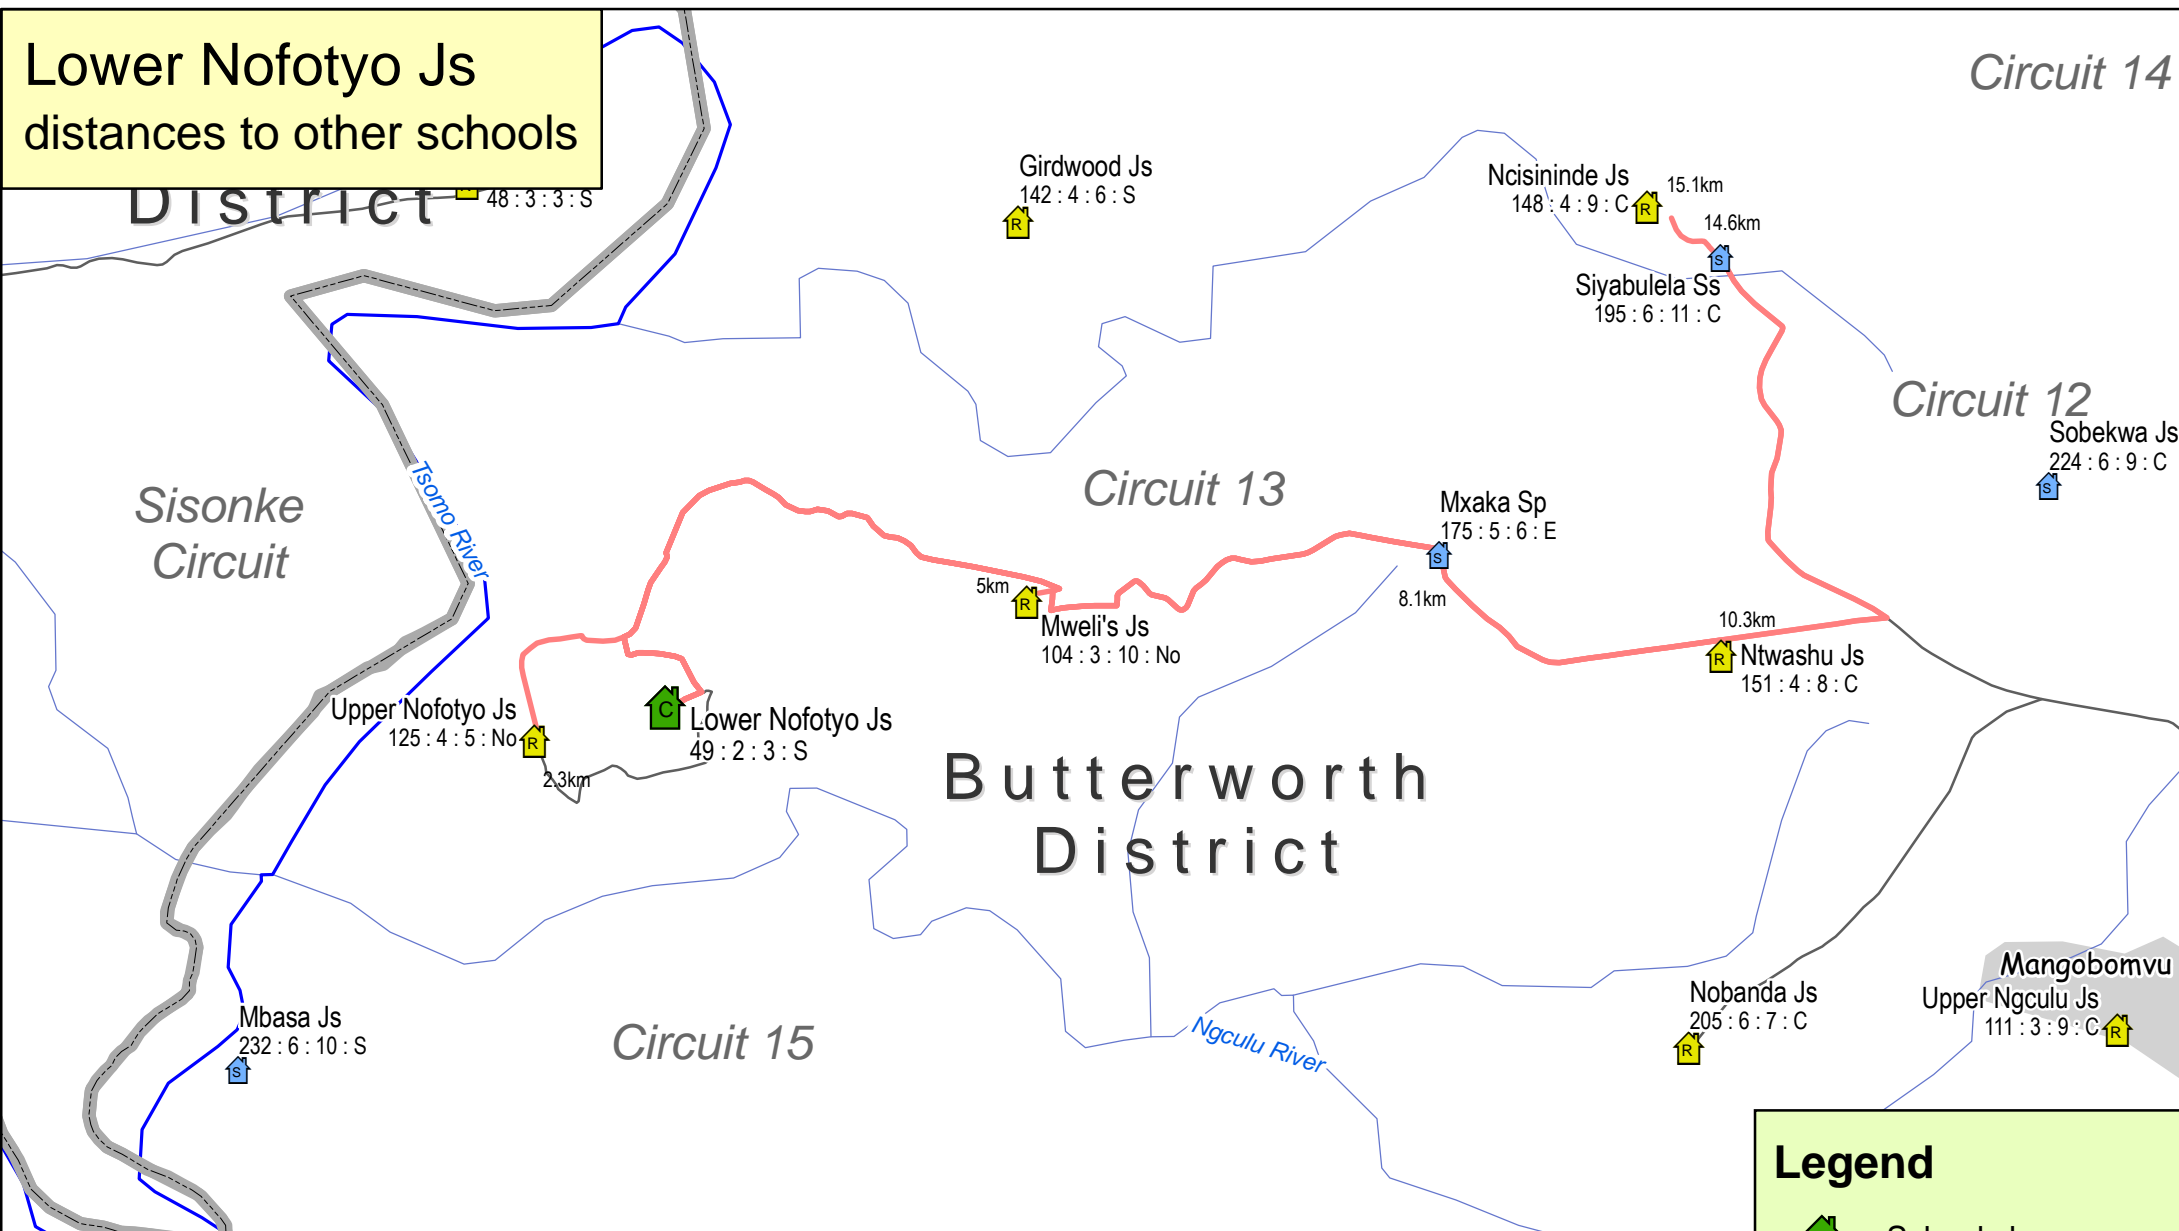 Lower Nofotyo Js
distances to other schools
District
48 : 3 : 3 : S
Circuit 14
Girdwood Js
142 : 4 : 6 : S
R
Ncisininde Js
148 : 4 : 9 : C
R
15.1km
14.6km
S
Siyabulela Ss
195 : 6 : 11 : C
Circuit 12
Sobekwa Js
224 : 6 : 9 : C
S
Sisonke
Circuit
Tsomo River
Circuit 13
Mxaka Sp
175 : 5 : 6 : E
S
8.1km
5km
R
Mweli's Js
104 : 3 : 10 : No
10.3km
R
Ntwashu Js
151 : 4 : 8 : C
Upper Nofotyo Js
125 : 4 : 5 : No
R
2.3km
C
Lower Nofotyo Js
49 : 2 : 3 : S
Butterworth
District
Mbasa Js
232 : 6 : 10 : S
S
Circuit 15
Ngculu River
Nobanda Js
205 : 6 : 7 : C
R
Mangobomvu
Upper Ngculu Js
111 : 3 : 9 : C
R
Legend